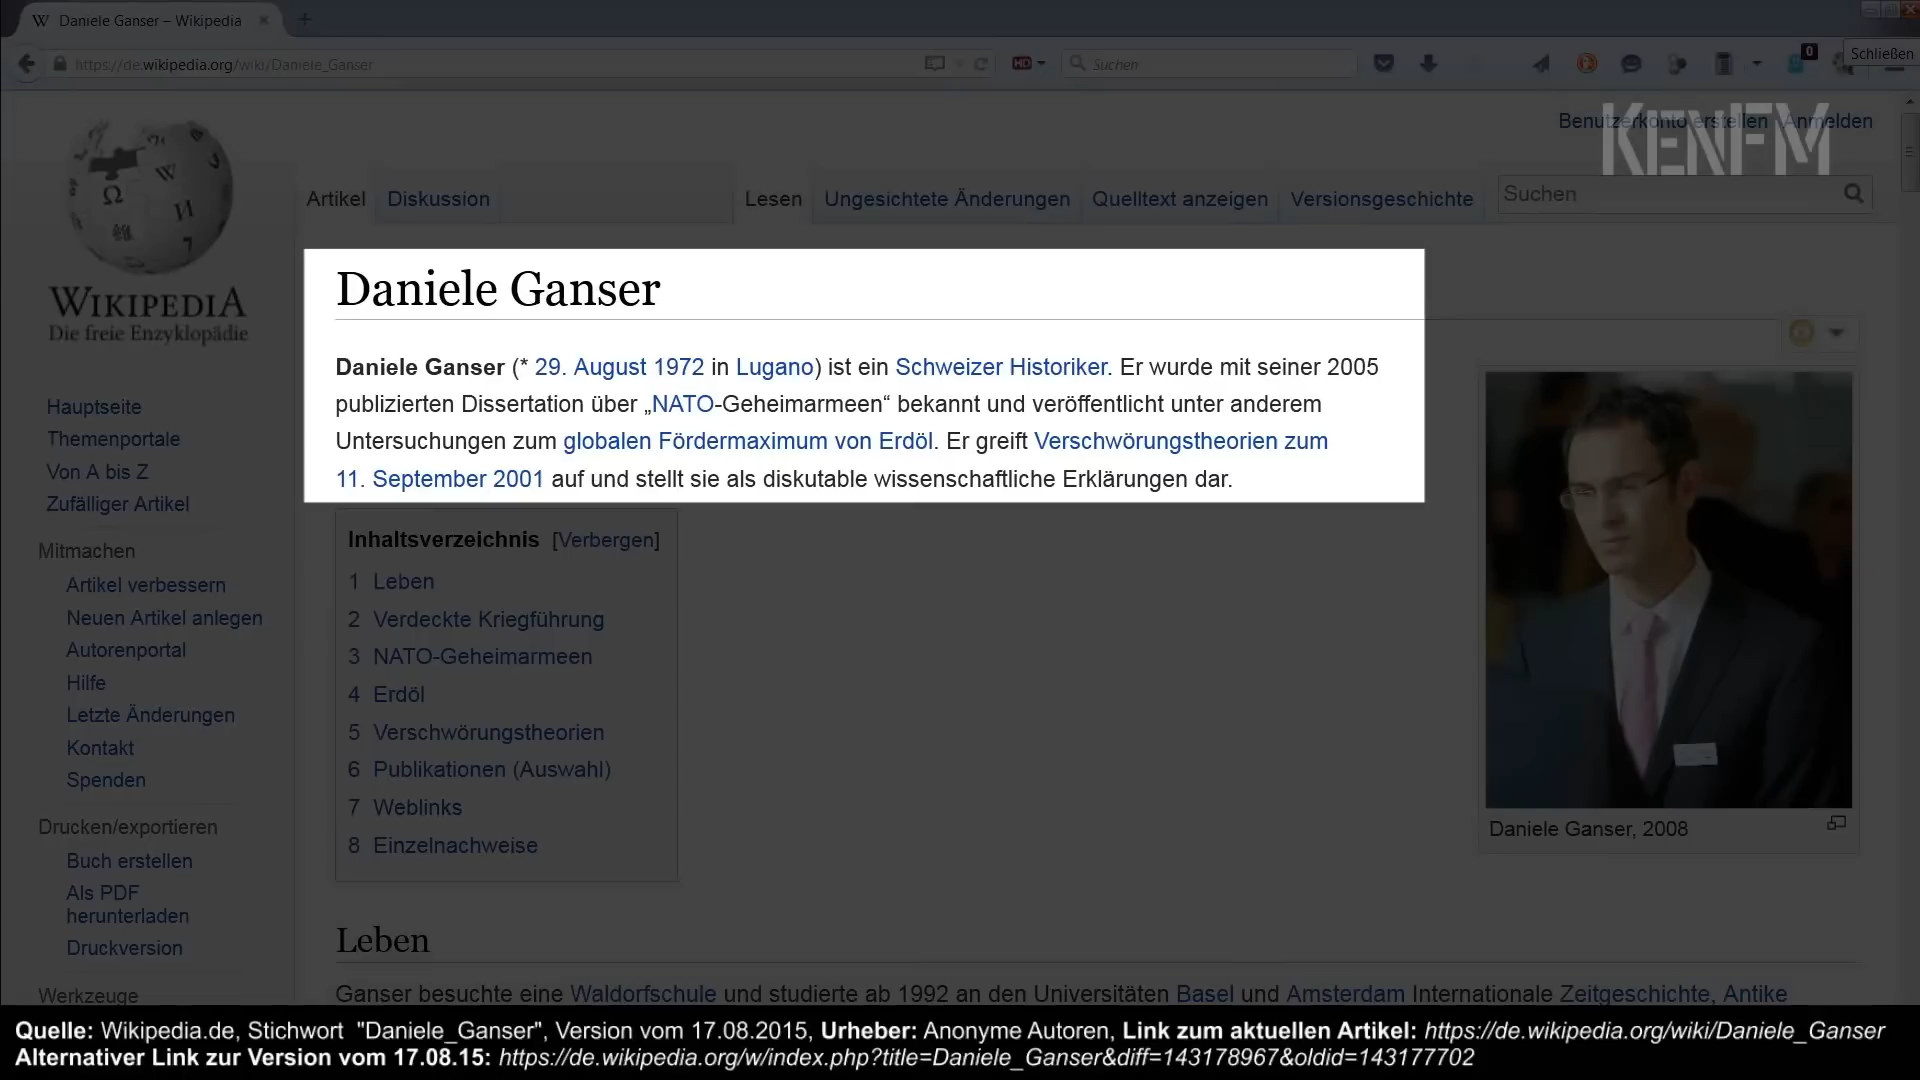 Daniele Ganser – Wikipedia
https://de.wikipedia.org/wiki/Daniele_Ganser
HD
Suchen
0
Schließen
Benutzerkonto erstellen Anmelden
KENFM
WIKIPEDIA
Die freie Enzyklopädie
Artikel Diskussion Lesen Ungesichtete Änderungen Quelltext anzeigen Versionsgeschichte Suchen
Daniele Ganser
Daniele Ganser (* 29. August 1972 in Lugano) ist ein Schweizer Historiker. Er wurde mit seiner 2005
publizierten Dissertation über „NATO-Geheimarmeen“ bekannt und veröffentlicht unter anderem
Untersuchungen zum globalen Fördermaximum von Erdöl. Er greift Verschwörungstheorien zum
11. September 2001 auf und stellt sie als diskutable wissenschaftliche Erklärungen dar.
Hauptseite
Themenportale
Von A bis Z
Zufälliger Artikel
Mitmachen
Artikel verbessern
Neuen Artikel anlegen
Autorenportal
Hilfe
Letzte Änderungen
Kontakt
Spenden
Drucken/exportieren
Buch erstellen
Als PDF
herunterladen
Druckversion
Werkzeuge
Inhaltsverzeichnis [Verbergen]
1 Leben
2 Verdeckte Kriegführung
3 NATO-Geheimarmeen
4 Erdöl
5 Verschwörungstheorien
6 Publikationen (Auswahl)
7 Weblinks
8 Einzelnachweise
Daniele Ganser, 2008
Leben
Ganser besuchte eine Waldorfschule und studierte ab 1992 an den Universitäten Basel und Amsterdam Internationale Zeitgeschichte, Antike
Quelle: Wikipedia.de, Stichwort "Daniele_Ganser", Version vom 17.08.2015, Urheber: Anonyme Autoren, Link zum aktuellen Artikel: https://de.wikipedia.org/wiki/Daniele_Ganser
Alternativer Link zur Version vom 17.08.15: https://de.wikipedia.org/w/index.php?title=Daniele_Ganser&diff=143178967&oldid=143177702